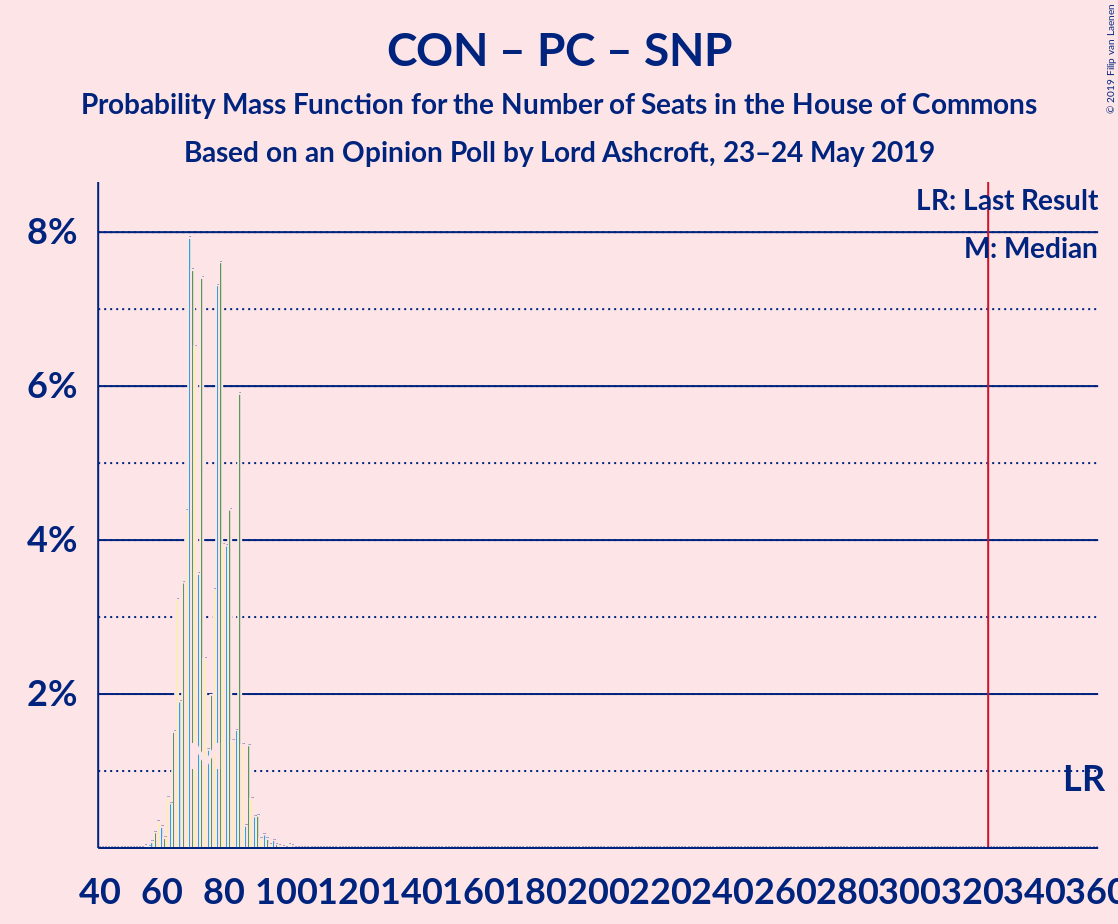 CON – PC – SNP
Probability Mass Function for the Number of Seats in the House of Commons
Based on an Opinion Poll by Lord Ashcroft, 23–24 May 2019
© 2019 Filip van Laenen
LR: Last Result
M: Median
8%
6%
4%
2%
LR
40 60 80 100 120 140 160 180 200 220 240 260 280 300 320 340 360